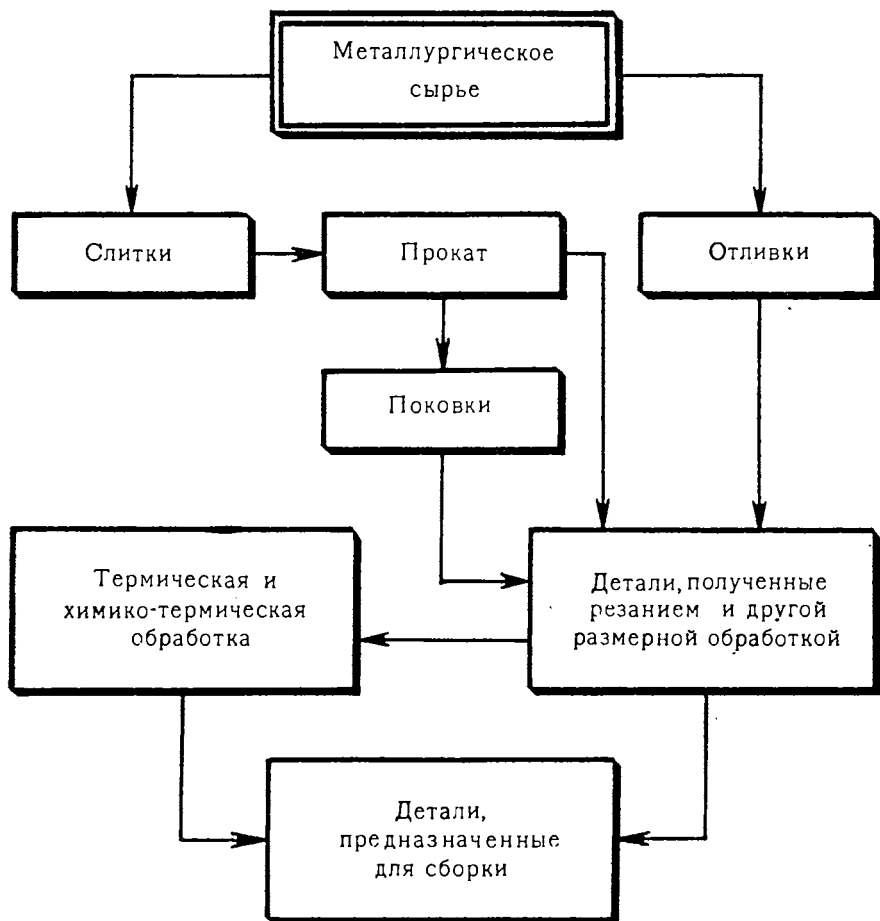 Металлургическое
сырье
Слитки
Прокат
Отливки
Поковки
Термическая и
химико-термическая
обработка
Детали, полученные
резанием и другой
размерной обработкой
Детали,
предназначенные
для сборки